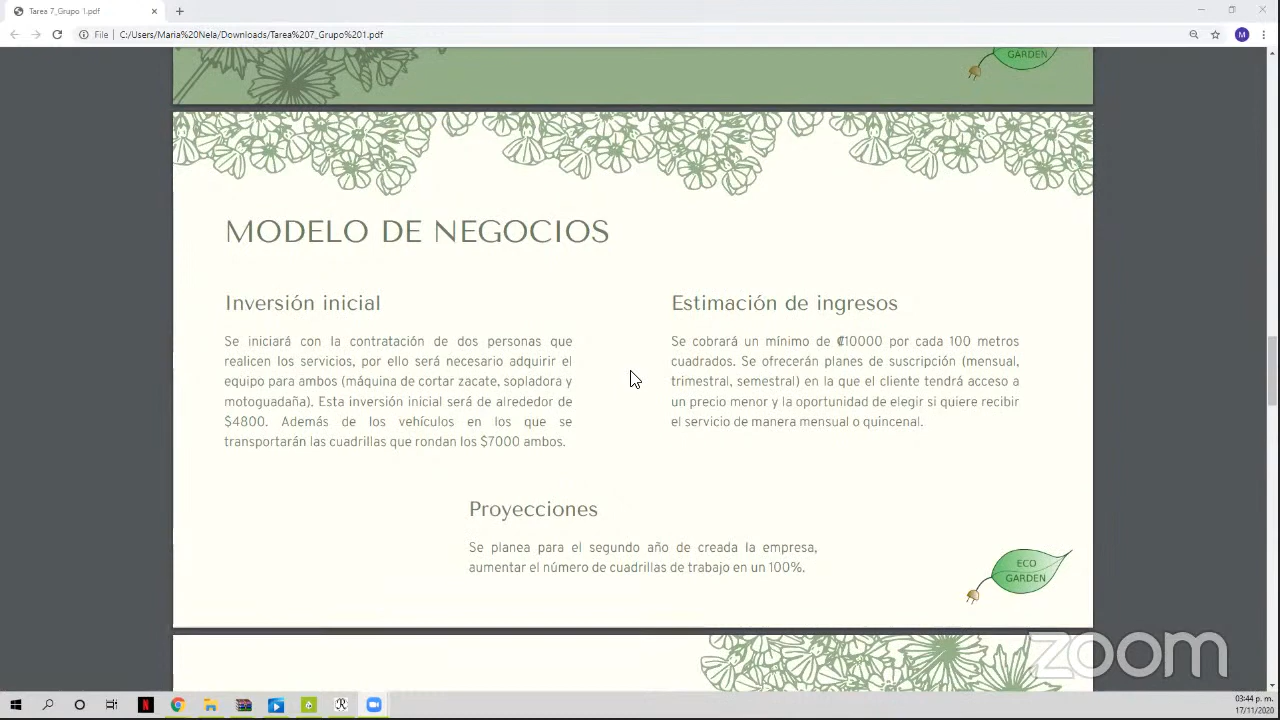 Tarea 7_Grupo 1.pdf
File
C:/Users/Maria%20Nela/Downloads/Tarea%207_Grupo%201.pdf
M
GARDEN
MODELO DE NEGOCIOS
Inversión inicial
Se iniciará con la contratación de dos personas que
realicen los servicios, por ello será necesario adquirir el
equipo para ambos (máquina de cortar zacate, sopladora y
motoguadaña). Esta inversión inicial será de alrededor de
$4800. Además de los vehículos en los que se
transportarán las cuadrillas que rondan los $7000 ambos.
Estimación de ingresos
Se cobrará un mínimo de ₡10000 por cada 100 metros
cuadrados. Se ofrecerán planes de suscripción (mensual,
trimestral, semestral) en la que el cliente tendrá acceso a
un precio menor y la oportunidad de elegir si quiere recibir
el servicio de manera mensual o quincenal.
Proyecciones
Se planea para el segundo año de creada la empresa,
aumentar el número de cuadrillas de trabajo en un 100%.
ECO
GARDEN
zoom
03:44 p. m.
17/11/2020